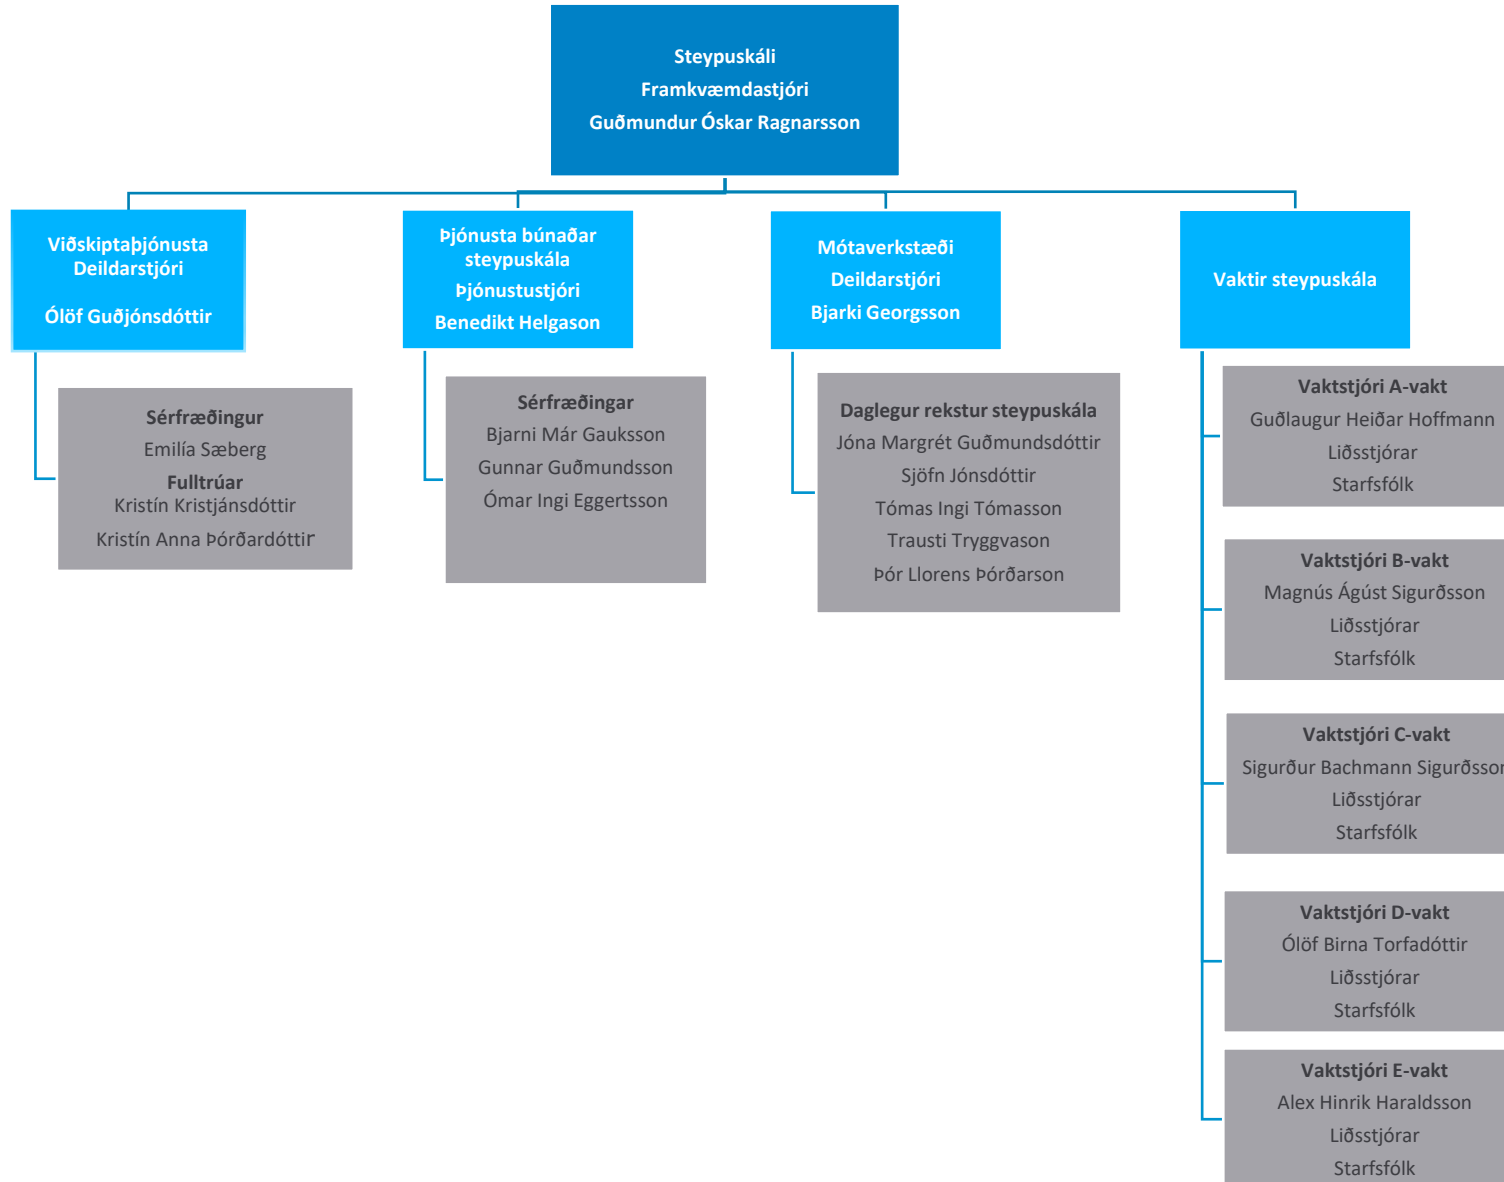 Steypuskáli
Framkvæmdastjóri
Guðmundur Óskar Ragnarsson
Viðskiptaþjónusta
Deildarstjóri
Ólöf Guðjónsdóttir
Sérfræðingur
Emilía Sæberg
Fulltrúar
Kristín Kristjánsdóttir
Kristín Anna Þórðardóttir
Þjónusta búnaðar
steypuskála
Þjónustustjóri
Benedikt Helgason
Sérfræðingar
Bjarni Már Gauksson
Gunnar Guðmundsson
Ómar Ingi Eggertsson
Mótaverkstæði
Deildarstjóri
Bjarki Georgsson
Daglegur rekstur steypuskála
Jóna Margrét Guðmundsdóttir
Sjöfn Jónsdóttir
Tómas Ingi Tómasson
Trausti Tryggvason
Þór Llorens Þórðarson
Vaktir steypuskála
Vaktstjóri A-vakt
Guðlaugur Heiðar Hoffmann
Liðsstjórar
Starfsfólk
Vaktstjóri B-vakt
Magnús Ágúst Sigurðsson
Liðsstjórar
Starfsfólk
Vaktstjóri C-vakt
Sigurður Bachmann Sigurðsson
Liðsstjórar
Starfsfólk
Vaktstjóri D-vakt
Ólöf Birna Torfadóttir
Liðsstjórar
Starfsfólk
Vaktstjóri E-vakt
Alex Hinrik Haraldsson
Liðsstjórar
Starfsfólk